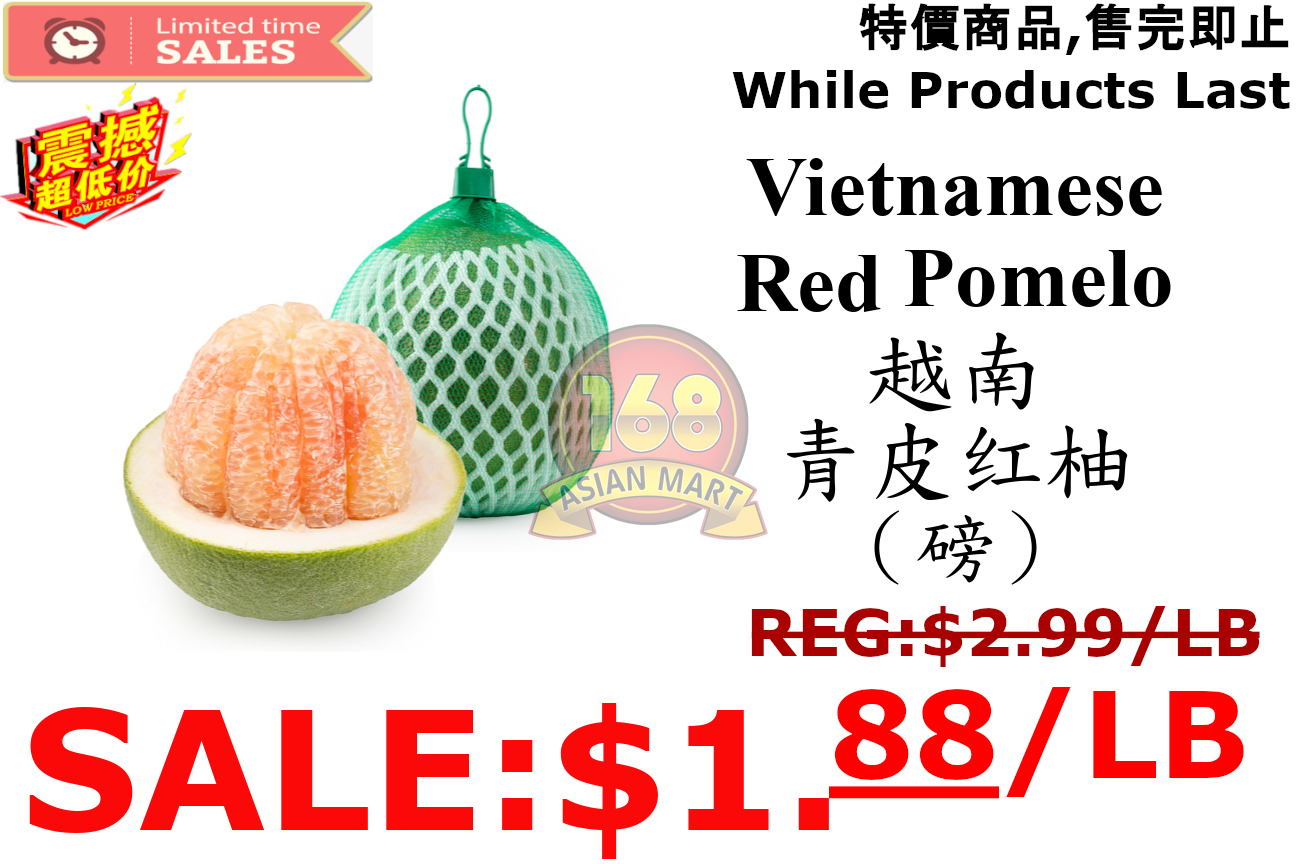 Limited time
SALES
特價商品,售完即止
While Products Last
震撼
超低价
LOW PRICE
Vietnamese
Red Pomelo
越南
青皮红柚
（磅）
168
ASIAN MART
REG:$2.99/LB
SALE:$1.88/LB